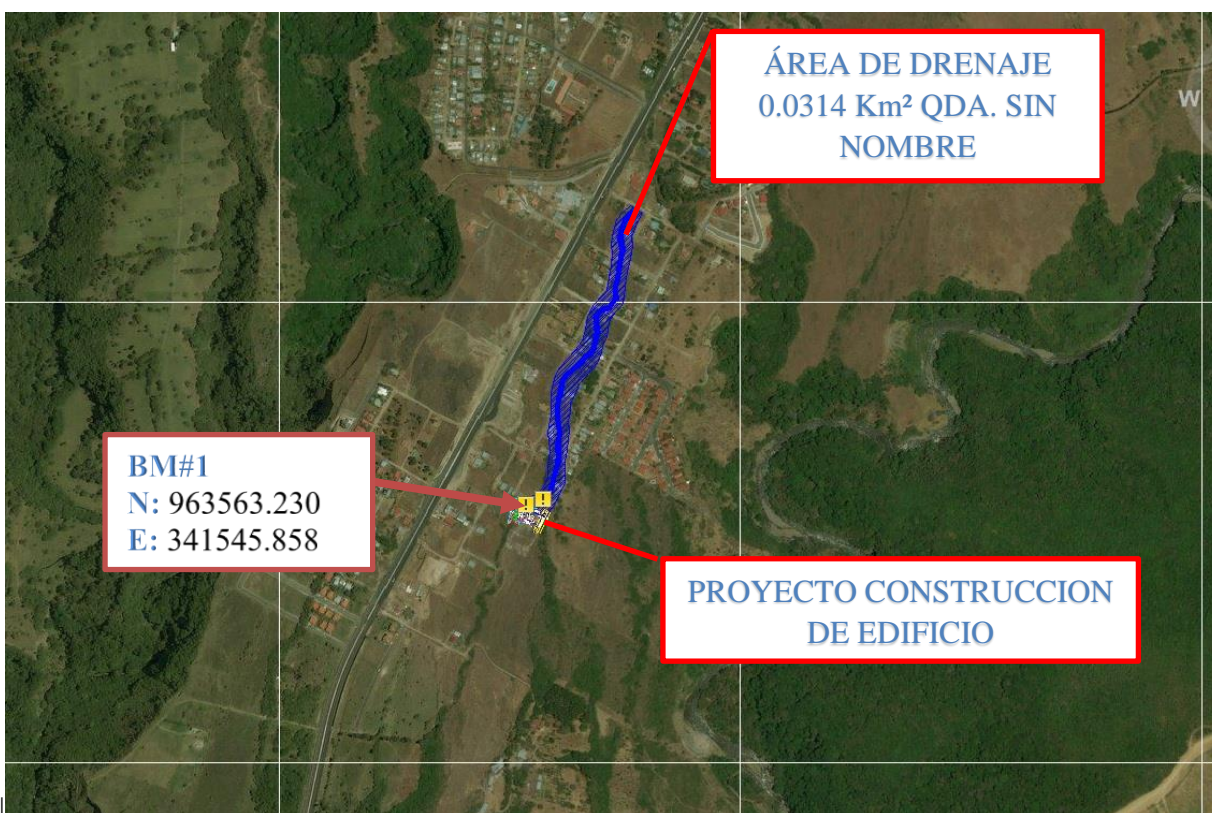 ÁREA DE DRENAJE
0.0314 Km² QDA. SIN
NOMBRE
W
BM#1
N: 963563.230
E: 341545.858
PROYECTO CONSTRUCCION
DE EDIFICIO